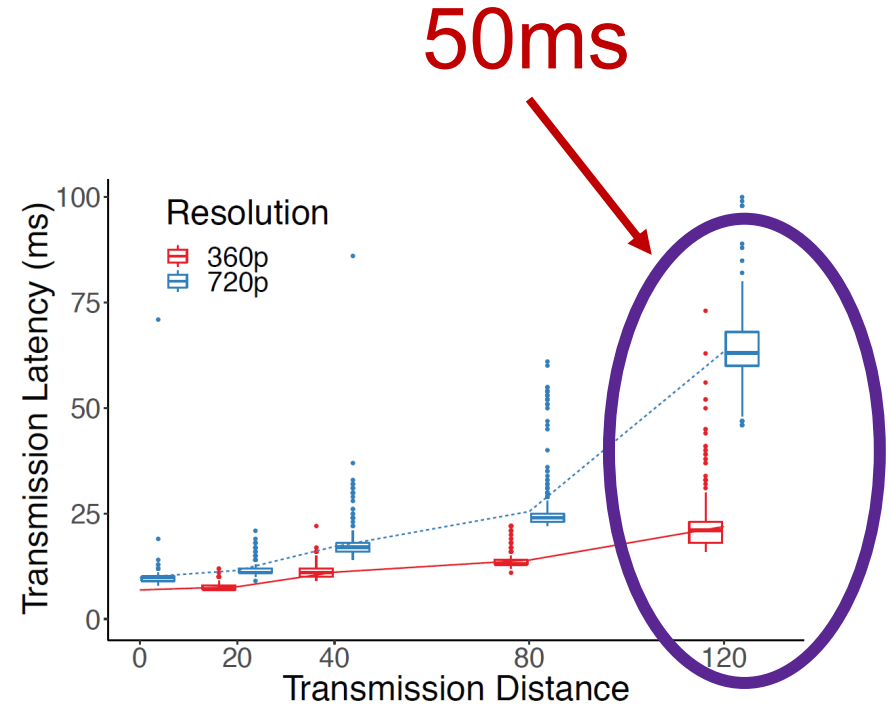 50ms
Transmission Latency (ms)
100
75
50
25
0
Resolution
360p
720p
0 20 40 80 120
Transmission Distance